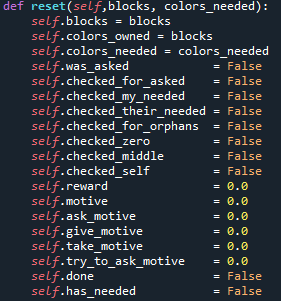 def reset(self,blocks, colors_needed):
    self.blocks = blocks
    self.colors_owned = blocks
    self.colors_needed = colors_needed
    self.was_asked            = False
    self.checked_for_asked    = False
    self.checked_my_needed    = False
    self.checked_their_needed = False
    self.checked_for_orphans  = False
    self.checked_zero         = False
    self.checked_middle       = False
    self.checked_self         = False
    self.reward               = 0.0
    self.motive               = 0.0
    self.ask_motive           = 0.0
    self.give_motive          = 0.0
    self.take_motive          = 0.0
    self.try_to_ask_motive    = 0.0
    self.done                 = False
    self.has_needed           = False